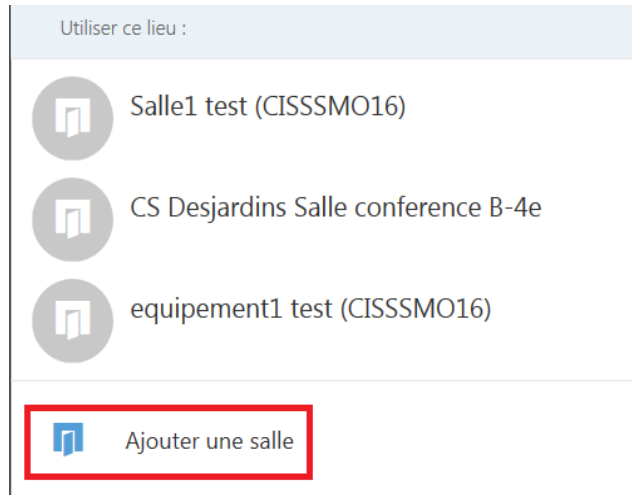 Utiliser ce lieu :
Salle1 test (CISSSMO16)
CS Desjardins Salle conference B-4e
equipement1 test (CISSSMO16)
Ajouter une salle